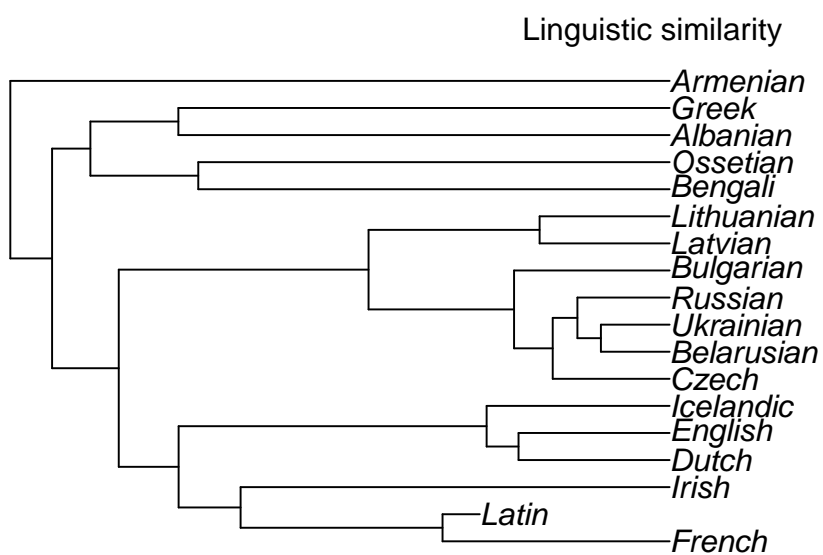 Linguistic similarity
Armenian
Greek
Albanian
Ossetian
Bengali
Lithuanian
Latvian
Bulgarian
Russian
Ukrainian
Belarusian
Czech
Icelandic
English
Dutch
Irish
Latin
French